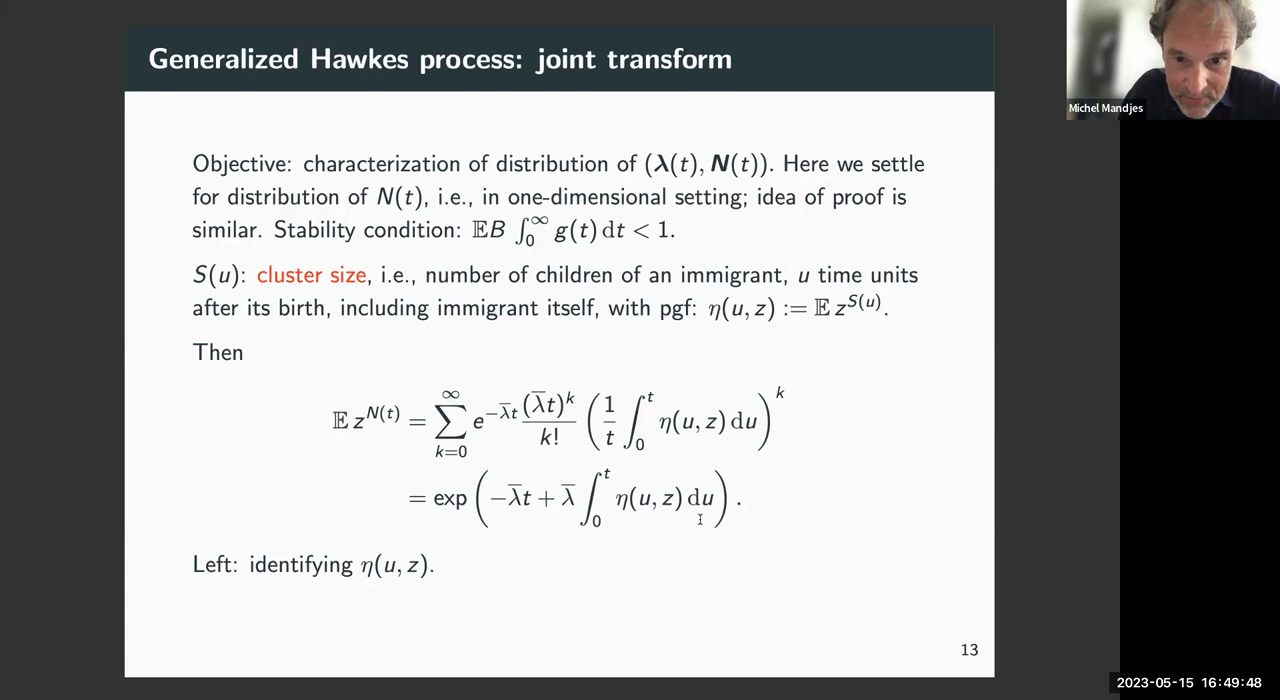 Generalized Hawkes process: joint transform
Michel Mandjes
Objective: characterization of distribution of (λ(t), N(t)). Here we settle
for distribution of N(t), i.e., in one-dimensional setting; idea of proof is
similar. Stability condition: 𝔼B ∫₀^∞ g(t) dt < 1.
S(u): cluster size, i.e., number of children of an immigrant, u time units
after its birth, including immigrant itself, with pgf: η(u, z) := 𝔼 z^{S(u)}.
Then
𝔼 z^{N(t)} = ∑_{k=0}^{∞} e^{−λ̅t} (λ̅t)^k / k! (1/t ∫₀^t η(u, z) du)^k
= exp(−λ̅t + λ̅ ∫₀^t η(u, z) du).
Left: identifying η(u, z).
13
2023-05-15 16:49:48